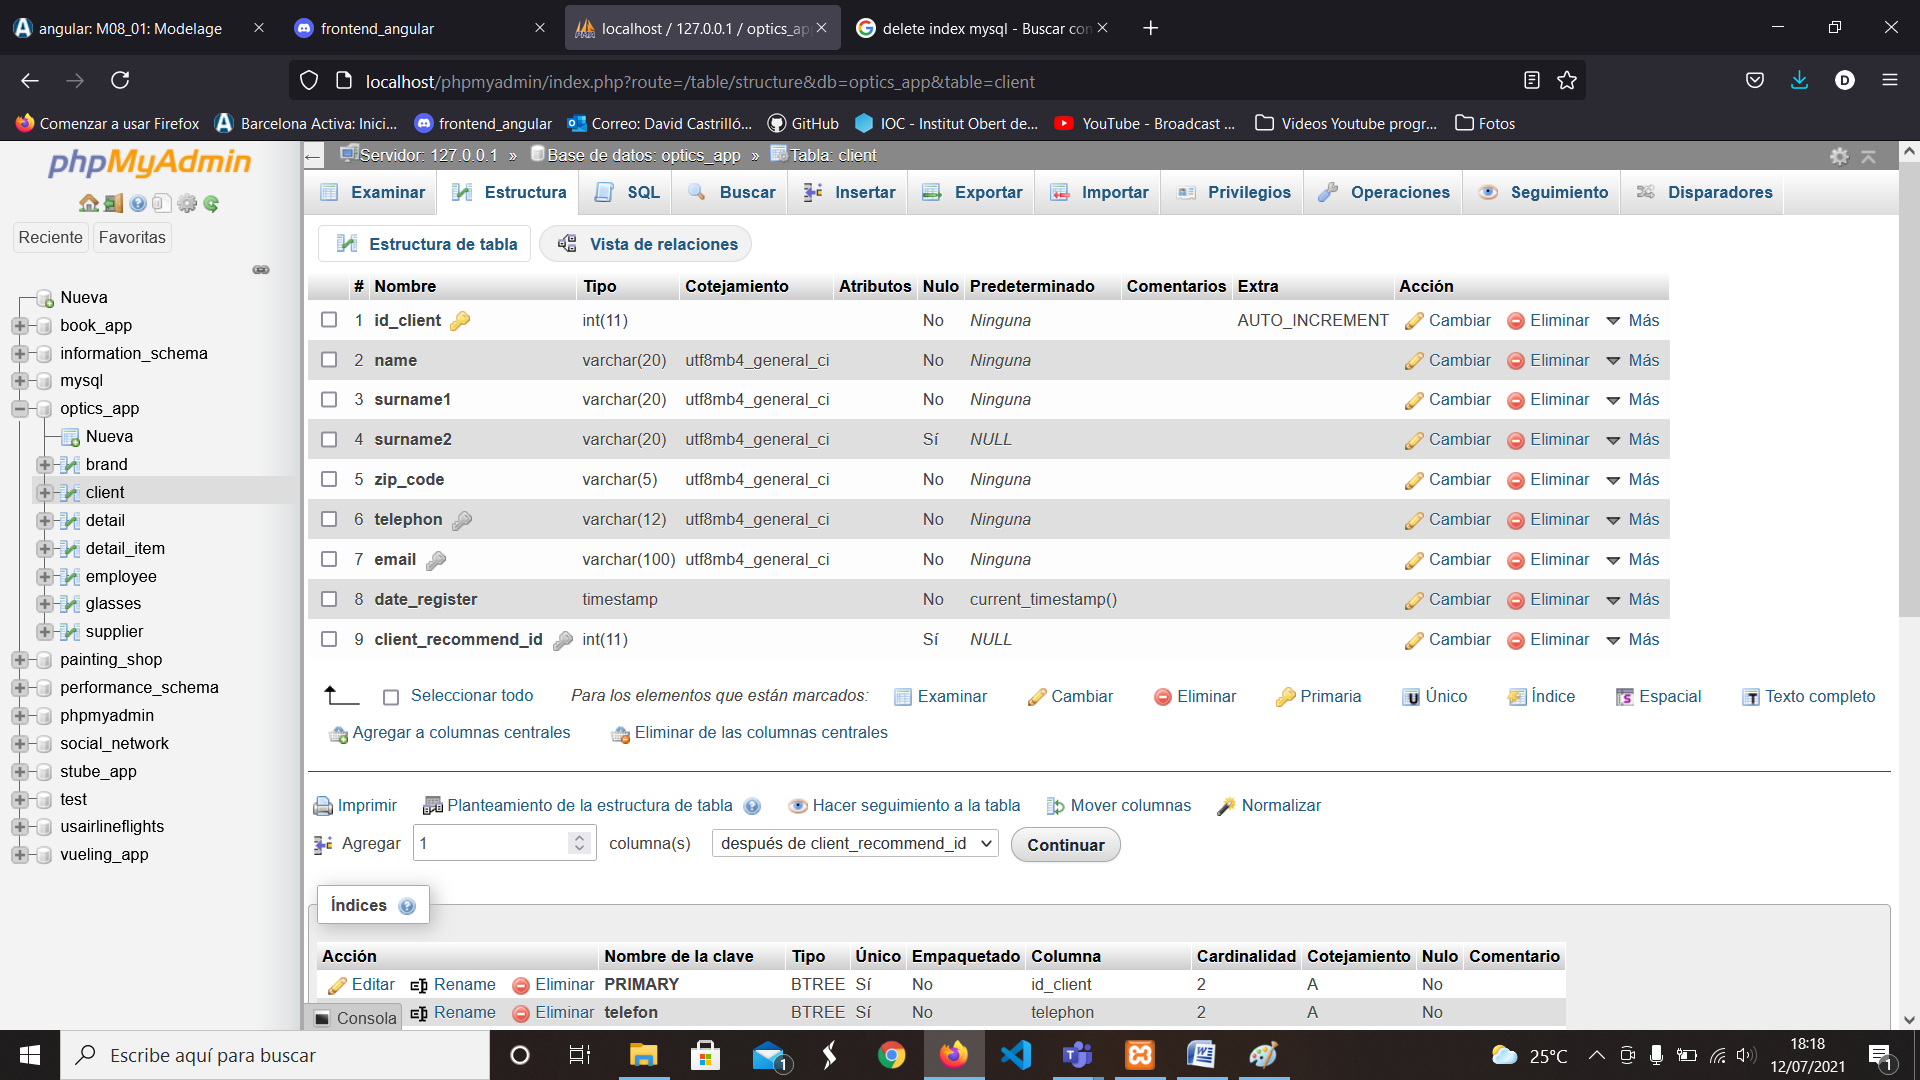 angular: M08_01: Modelage
frontend_angular
localhost / 127.0.0.1 / optics_ap
delete index mysql - Buscar con
localhost/phpmyadmin/index.php?route=/table/structure&db=optics_app&table=client
D
Comenzar a usar Firefox
Barcelona Activa: Inici...
frontend_angular
Correo: David Castrilló...
GitHub
IOC - Institut Obert de...
YouTube - Broadcast ...
Videos Youtube progr...
Fotos
phpMyAdmin
Reciente
Favoritas
Nueva
book_app
information_schema
mysql
optics_app
Nueva
brand
client
detail
detail_item
employee
glasses
supplier
painting_shop
performance_schema
phpmyadmin
social_network
stube_app
test
usairlineflights
vueling_app
Servidor: 127.0.0.1 » Base de datos: optics_app » Tabla: client
Examinar Estructura SQL Buscar Insertar Exportar Importar Privilegios Operaciones Seguimiento Disparadores
Estructura de tabla Vista de relaciones
# Nombre Tipo Cotejamiento Atributos Nulo Predeterminado Comentarios Extra Acción
1 id_client int(11) No Ninguna AUTO_INCREMENT Cambiar Eliminar Más
2 name varchar(20) utf8mb4_general_ci No Ninguna Cambiar Eliminar Más
3 surname1 varchar(20) utf8mb4_general_ci No Ninguna Cambiar Eliminar Más
4 surname2 varchar(20) utf8mb4_general_ci Sí NULL Cambiar Eliminar Más
5 zip_code varchar(5) utf8mb4_general_ci No Ninguna Cambiar Eliminar Más
6 telephon varchar(12) utf8mb4_general_ci No Ninguna Cambiar Eliminar Más
7 email varchar(100) utf8mb4_general_ci No Ninguna Cambiar Eliminar Más
8 date_register timestamp No current_timestamp() Cambiar Eliminar Más
9 client_recommend_id int(11) Sí NULL Cambiar Eliminar Más
Seleccionar todo Para los elementos que están marcados: Examinar Cambiar Eliminar Primaria Único Índice Espacial Texto completo
Agregar a columnas centrales Eliminar de las columnas centrales
Imprimir Planteamiento de la estructura de tabla Hacer seguimiento a la tabla Mover columnas Normalizar
Agregar 1 columna(s) después de client_recommend_id Continuar
Índices
Acción Nombre de la clave Tipo Único Empaquetado Columna Cardinalidad Cotejamiento Nulo Comentario
Editar Rename Eliminar PRIMARY BTREE Sí No id_client 2 A No
Rename Eliminar telefon BTREE Sí No telephon 2 A No
Consola
Escribe aquí para buscar
1
25°C
18:18
12/07/2021
1